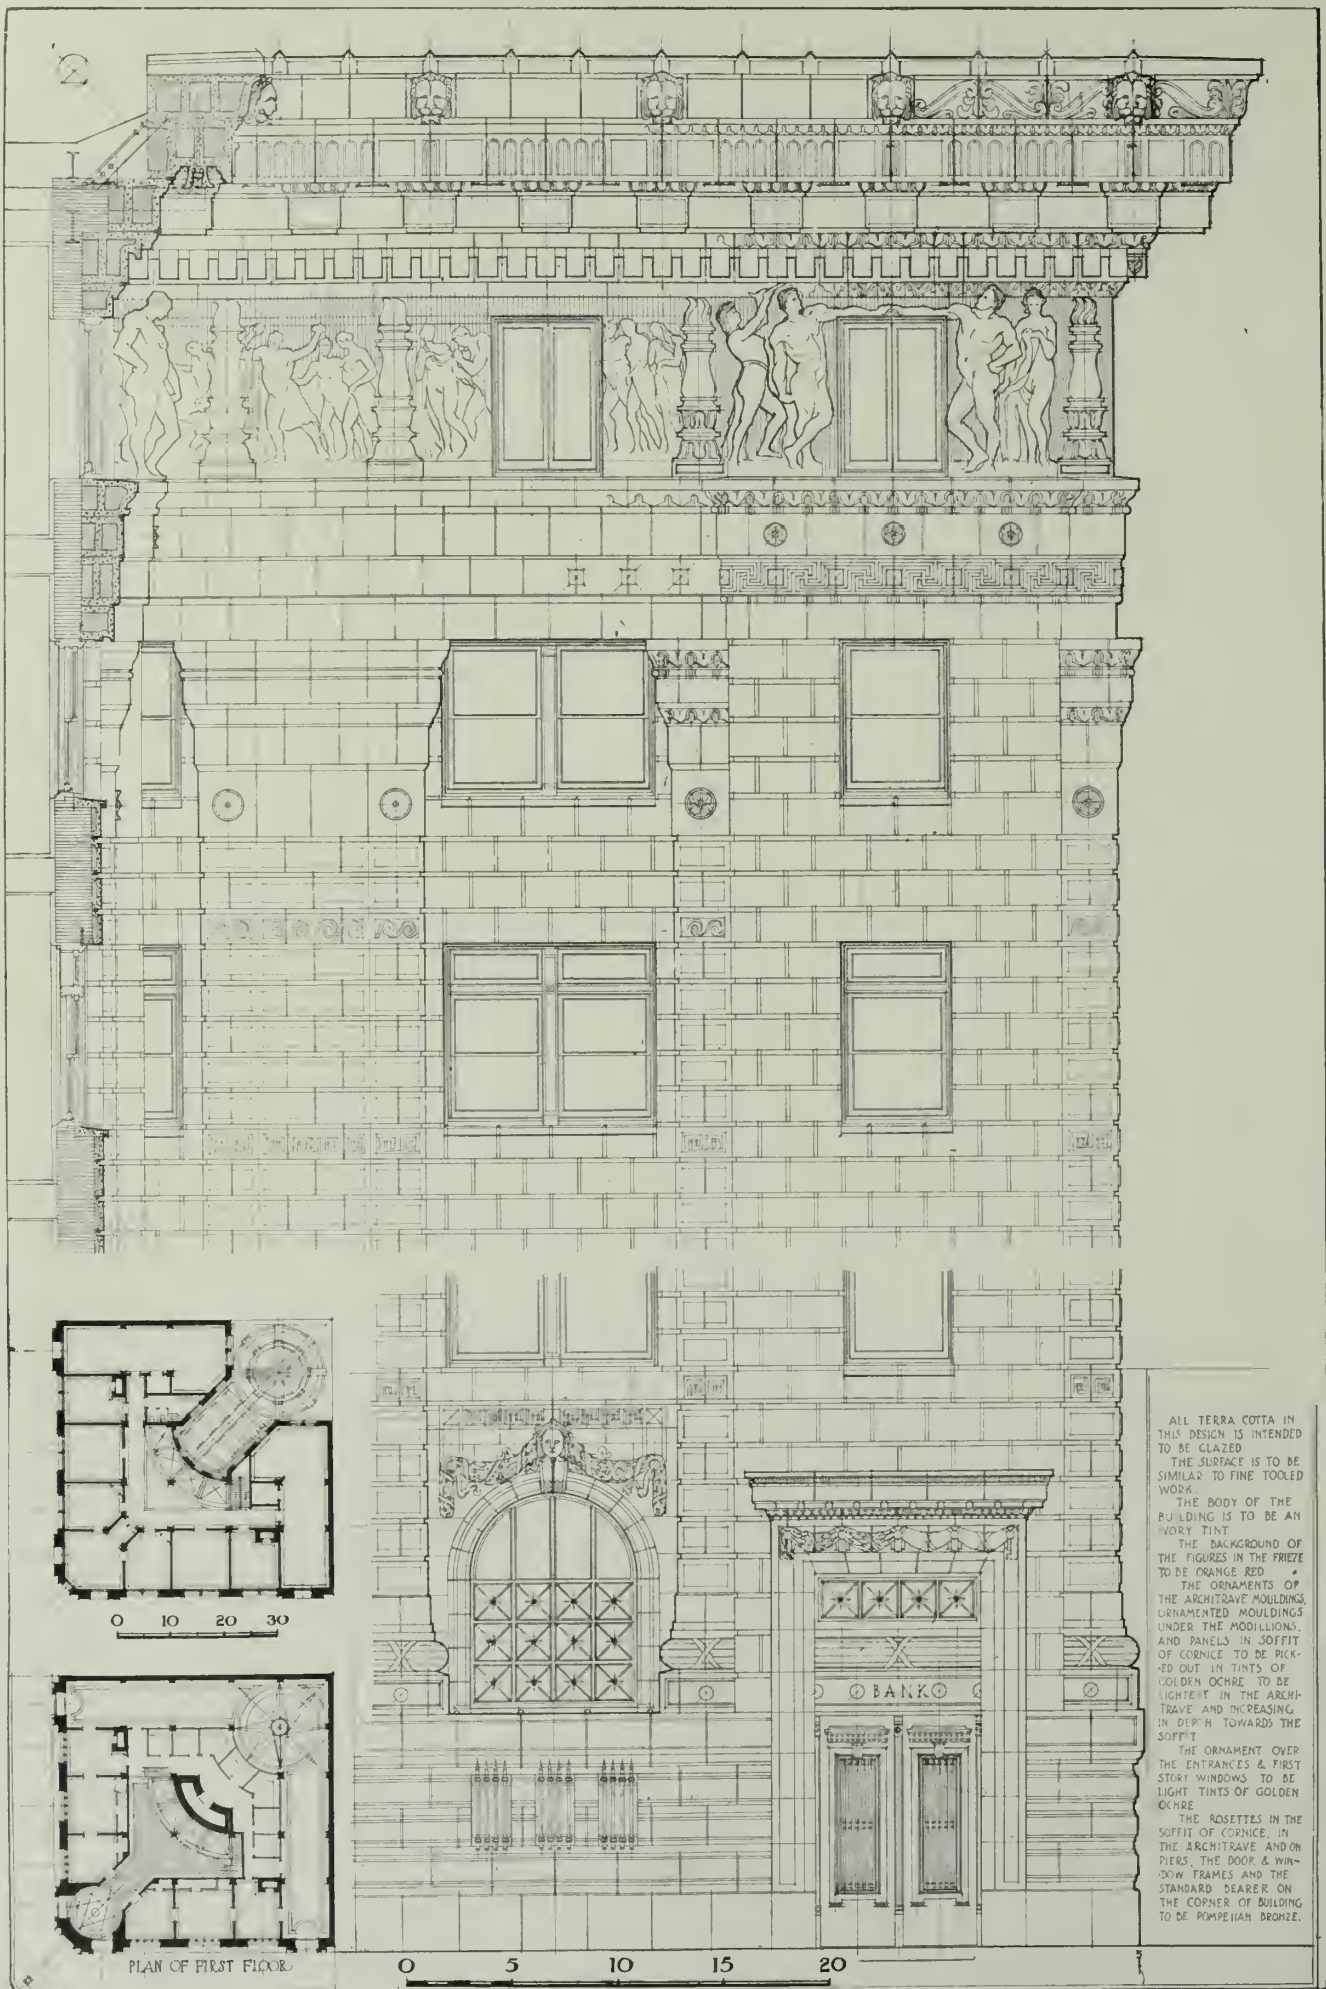 ALL TERRA COTTA IN
THIS DESIGN IS INTENDED
TO BE GLAZED
THE SURFACE IS TO BE
SIMILAR TO FINE TOOLED
WORK.
THE BODY OF THE
BUILDING IS TO BE AN
IVORY TINT
THE BACKGROUND OF
THE FIGURES IN THE FRIEZE
TO BE ORANGE RED
THE ORNAMENTS OF
THE ARCHITRAVE MOULDINGS,
ORNAMENTED MOULDINGS
UNDER THE MODILLIONS,
AND PANELS IN SOFFIT
OF CORNICE TO BE PICK-
-ED OUT IN TINTS OF
GOLDEN OCHRE TO BE
LIGHTEST IN THE ARCHI-
TRAVE AND INCREASING
IN DEPTH TOWARDS THE
SOFFIT
THE ORNAMENT OVER
THE ENTRANCES & FIRST
STORY WINDOWS TO BE
LIGHT TINTS OF GOLDEN
OCHRE
THE ROSETTES IN THE
SOFFIT OF CORNICE, IN
THE ARCHITRAVE AND ON
PIERS, THE DOOR & WIN-
-DOW FRAMES AND THE
STANDARD BEARER ON
THE CORNER OF BUILDING
TO BE POMPEIIAN BRONZE.
BANK
0 10 20 30
PLAN OF FIRST FLOOR
0 5 10 15 20